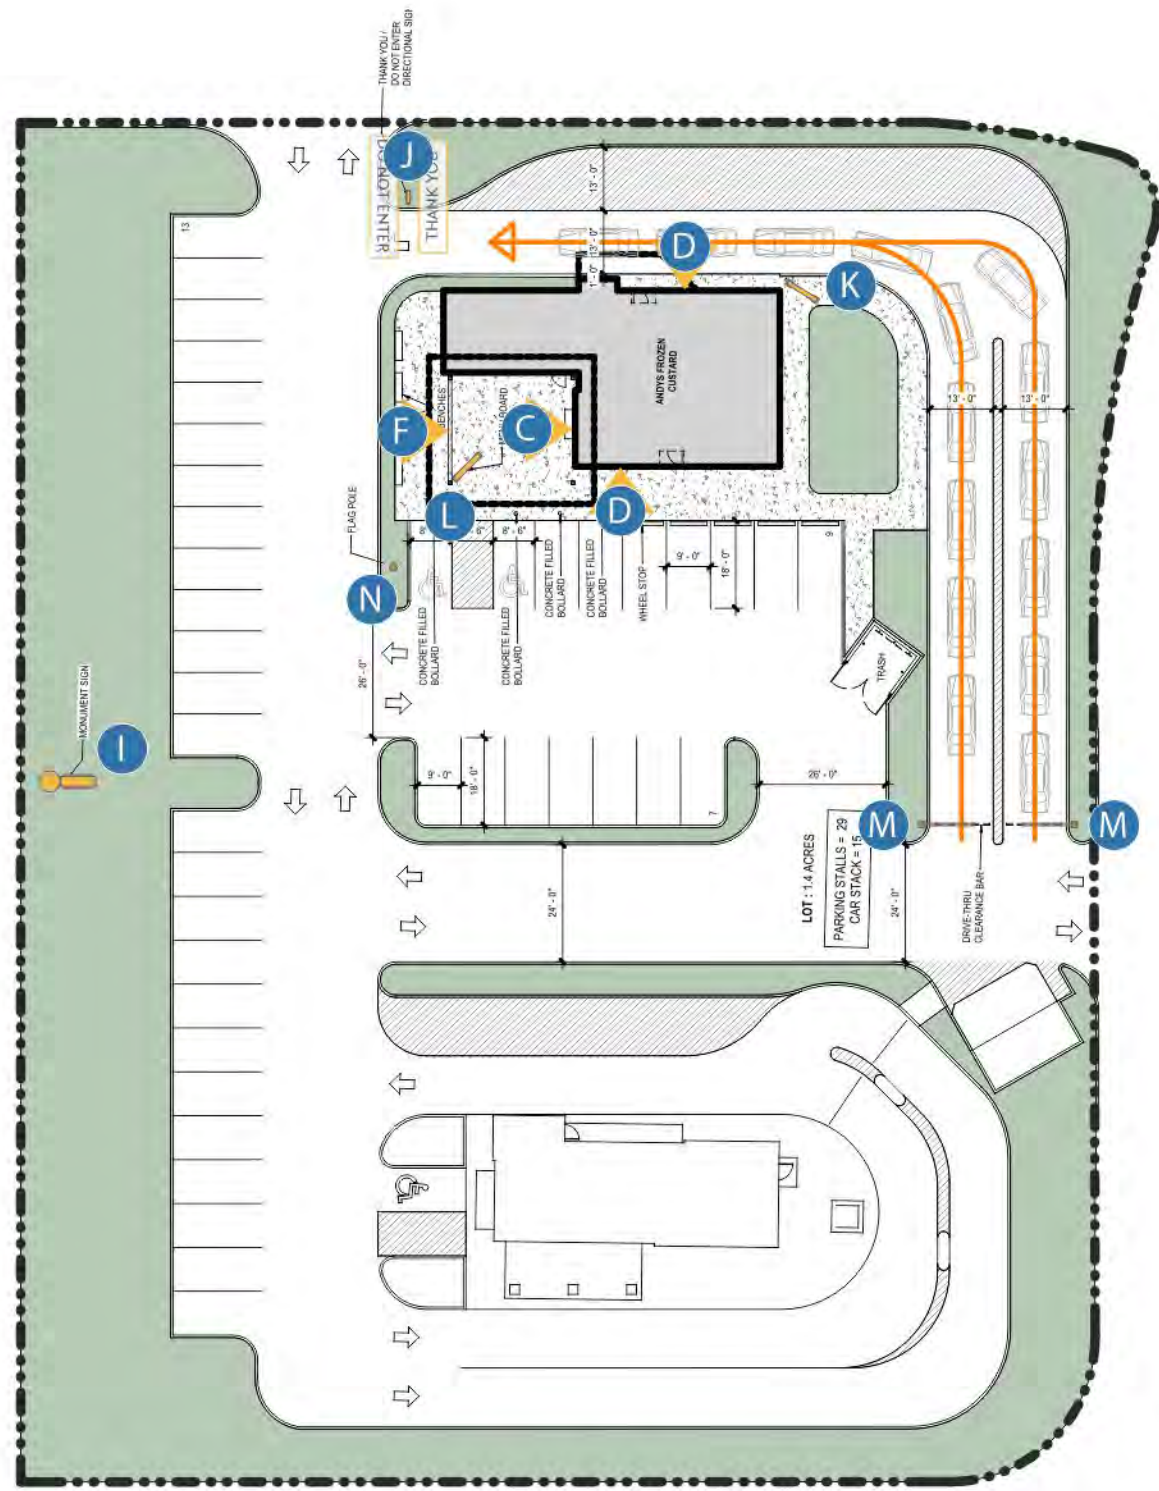 THANK YOU /
DO NOT ENTER
DIRECTIONAL SIGN
DO NOT ENTER
THANK YOU
J
13
13' - 0"
13' - 0"
1' - 0"
D
K
ANDYS FROZEN
CUSTARD
BENCHES
F
C
L
D
13' - 0"
13' - 0"
FLAG POLE
N
8' - 6"
9
9' - 0"
18' - 0"
CONCRETE FILLED
BOLLARD
CONCRETE FILLED
BOLLARD
CONCRETE FILLED
BOLLARD
CONCRETE FILLED
BOLLARD
WHEEL STOP
TRASH
26' - 0"
MONUMENT SIGN
I
9' - 0"
18' - 0"
7
26' - 0"
M
M
LOT : 1.4 ACRES
PARKING STALLS = 29
CAR STACK = 15
24' - 0"
24' - 0"
DRIVE-THRU
CLEARANCE BAR